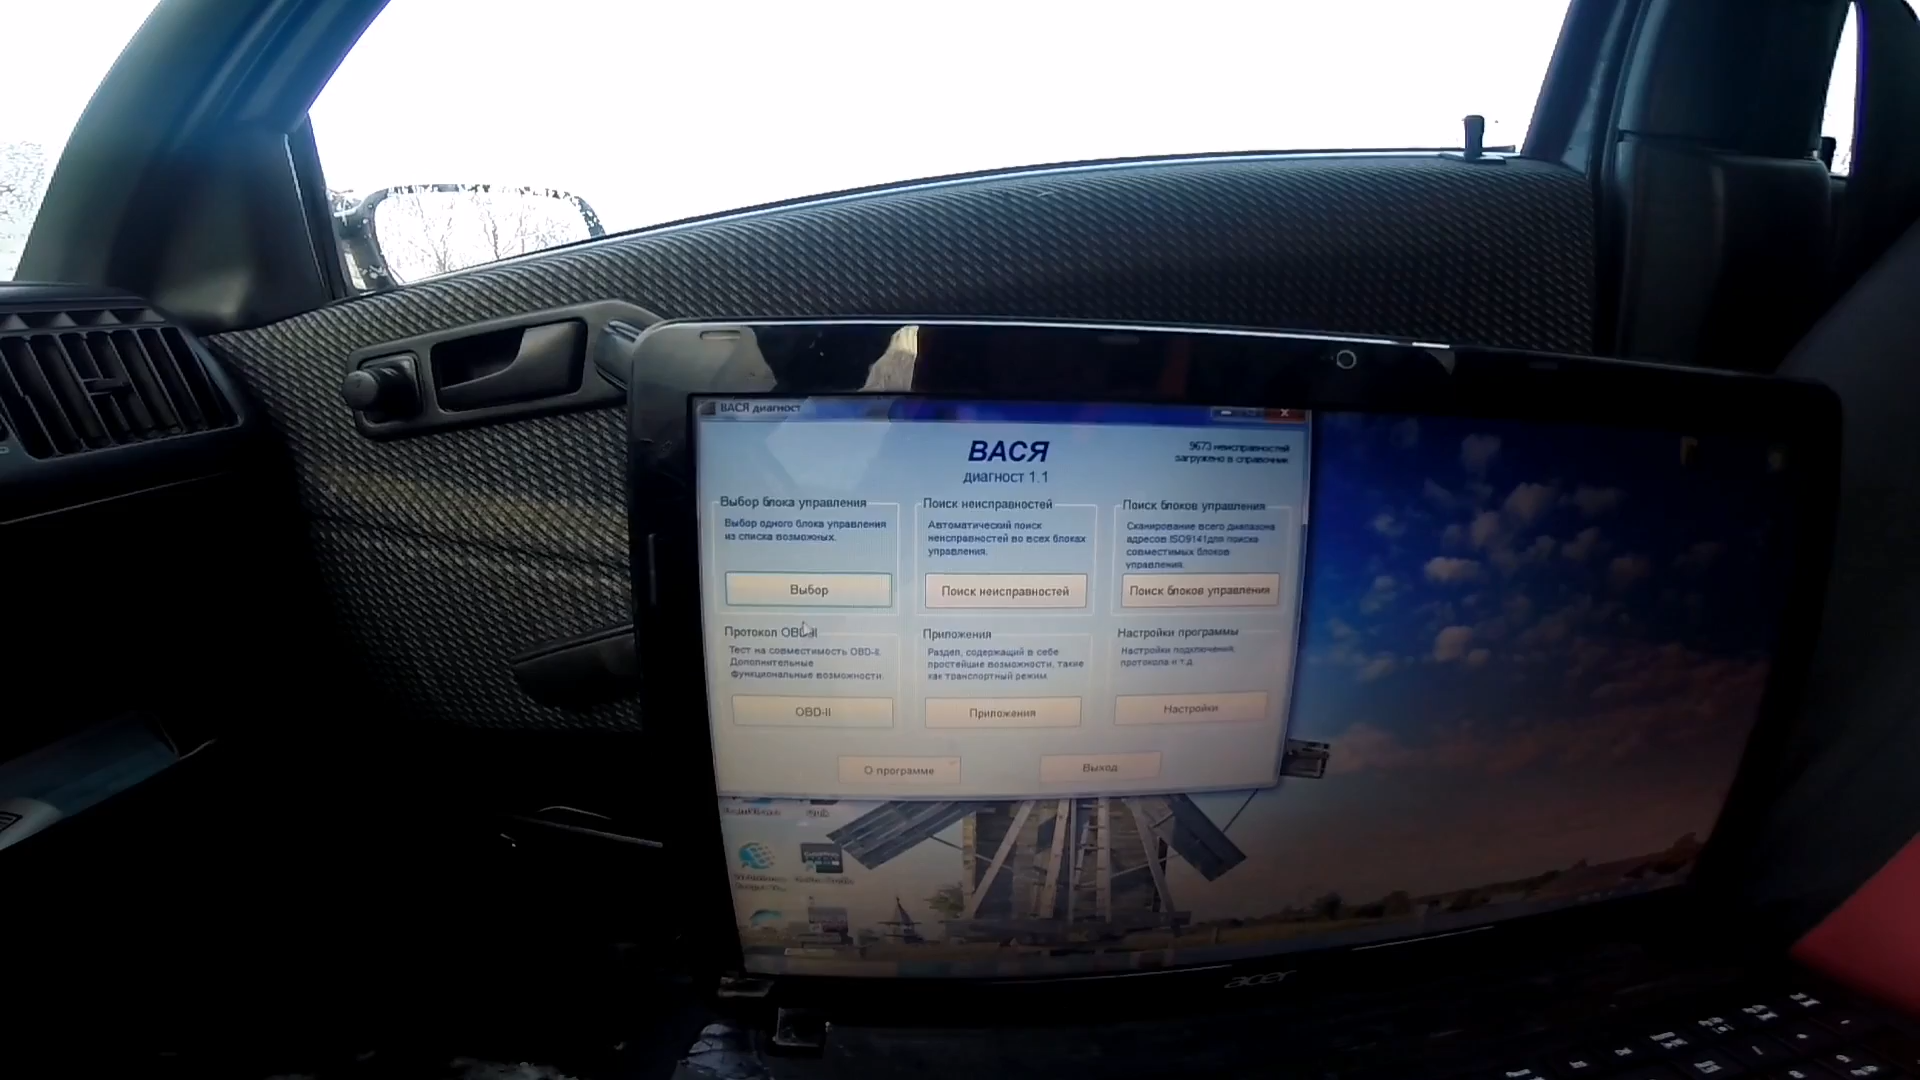 ВАСЯ диагност
ВАСЯ
диагност 1.1
9673 неисправностей
загружено в справочник
Выбор блока управления
Выбор одного блока управления
из списка возможных.
Выбор
Поиск неисправностей
Автоматический поиск
неисправностей во всех блоках
управления.
Поиск неисправностей
Поиск блоков управления
Сканирование всего диапазона
адресов ISO9141для поиска
совместимых блоков
управления.
Поиск блоков управления
Протокол OBD-II
Тест на совместимость OBD-II.
Дополнительные
функциональные возможности.
OBD-II
Приложения
Раздел, содержащий в себе
простейшие возможности, такие
как транспортный режим.
Приложения
Настройки программы
Настройки подключения,
протокола и т.д.
Настройки
О программе
Выход
acer